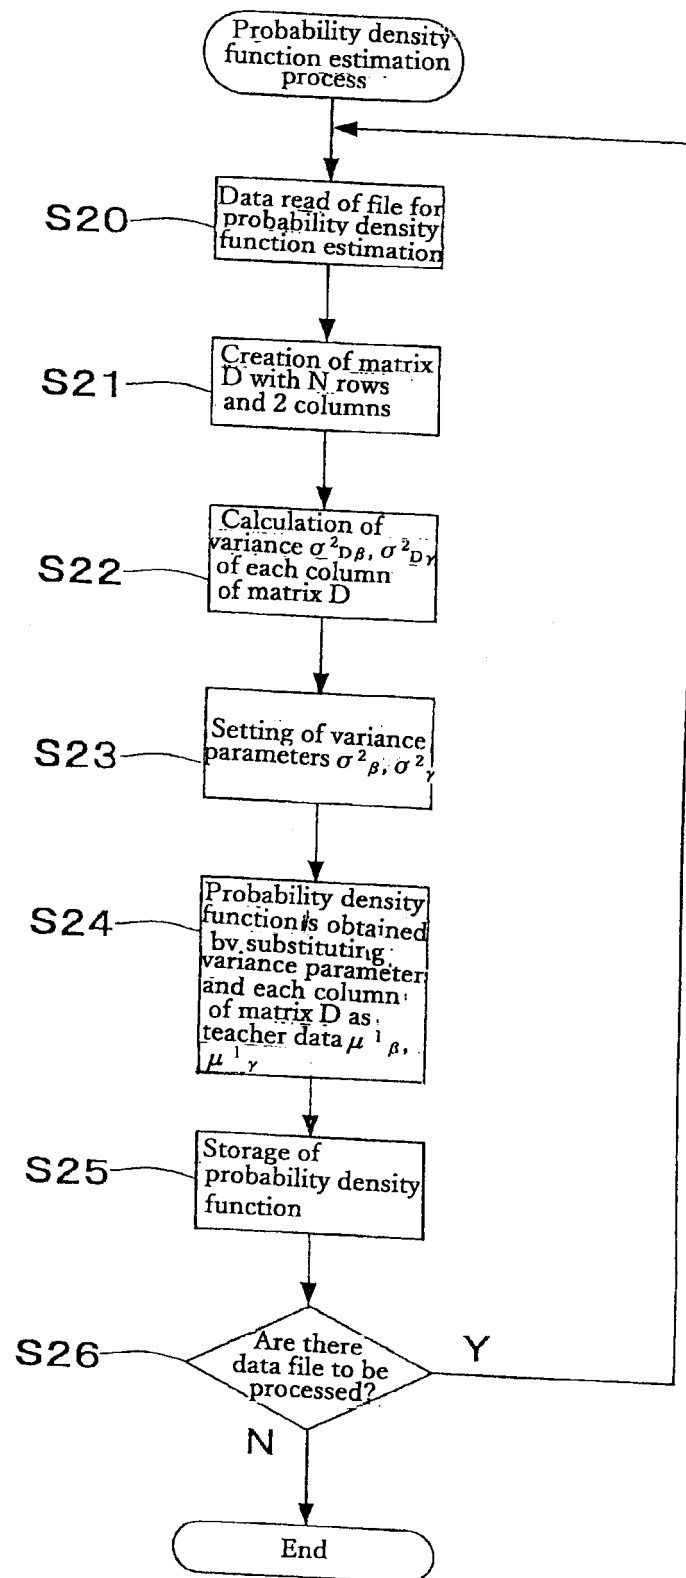 Probability density
function estimation
process
S20
Data read of file for
probability density
function estimation
S21
Creation of matrix
D with N rows
and 2 columns
S22
Calculation of
variance σ²Dβ, σ²Dγ
of each column
of matrix D
S23
Setting of variance
parameters σ²β, σ²γ
S24
Probability density
function is obtained
by substituting
variance parameter
and each column
of matrix D as
teacher data μ¹β,
μ¹γ
S25
Storage of
probability density
function
S26
Are there
data file to be
processed?
Y
N
End